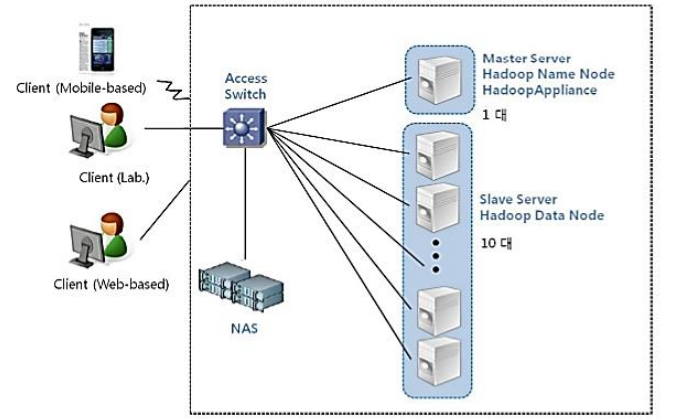 Client (Mobile-based)
Client (Lab.)
Client (Web-based)
Access
Switch
NAS
Master Server
Hadoop Name Node
HadoopAppliance
1 대
Slave Server
Hadoop Data Node
10 대